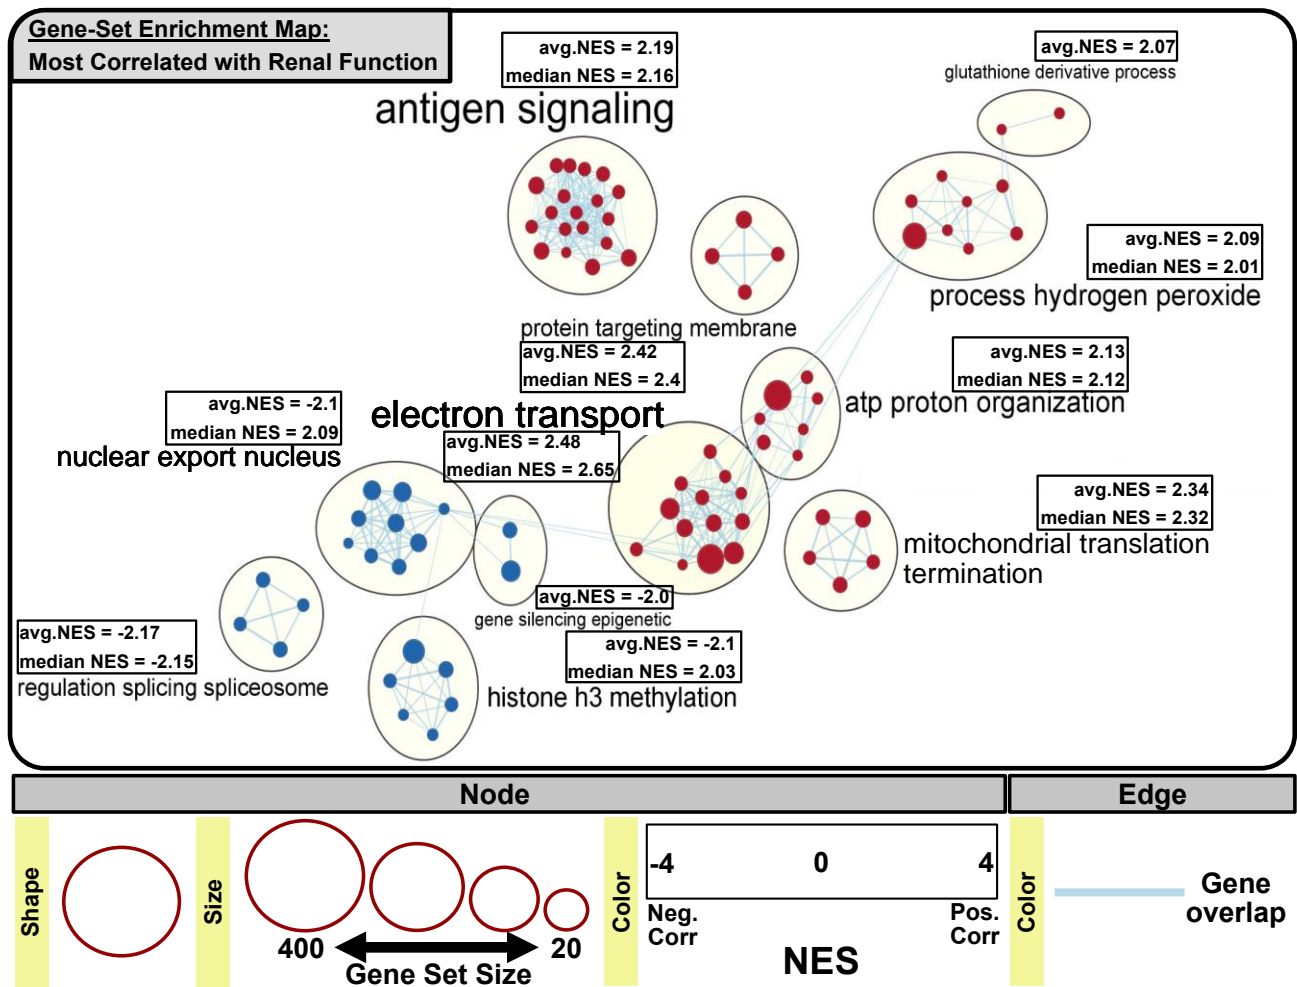 Gene-Set Enrichment Map:
Most Correlated with Renal Function
avg.NES = 2.19
median NES = 2.16
antigen signaling
avg.NES = 2.07
glutathione derivative process
avg.NES = 2.09
median NES = 2.01
process hydrogen peroxide
protein targeting membrane
avg.NES = 2.42
median NES = 2.4
avg.NES = 2.13
median NES = 2.12
atp proton organization
electron transport
avg.NES = 2.48
median NES = 2.65
avg.NES = -2.1
median NES = 2.09
nuclear export nucleus
avg.NES = 2.34
median NES = 2.32
mitochondrial translation
termination
avg.NES = -2.0
gene silencing epigenetic
avg.NES = -2.17
median NES = -2.15
regulation splicing spliceosome
avg.NES = -2.1
median NES = 2.03
histone h3 methylation
Node
Edge
Shape
Size
400
20
Gene Set Size
Color
-4 0 4
Neg.
Corr
Pos.
Corr
NES
Color
Gene
overlap